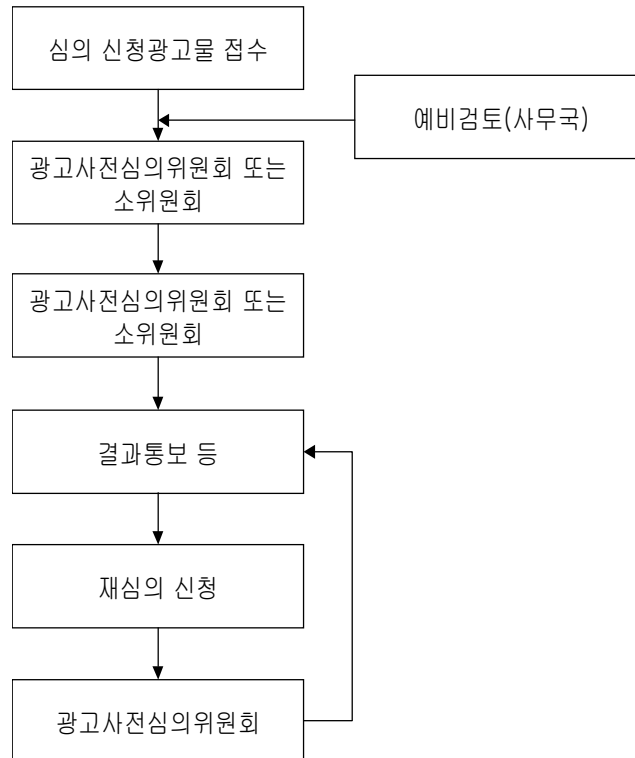 심의 신청광고물 접수
예비검토(사무국)
광고사전심의위원회 또는
소위원회
광고사전심의위원회 또는
소위원회
결과통보 등
재심의 신청
광고사전심의위원회